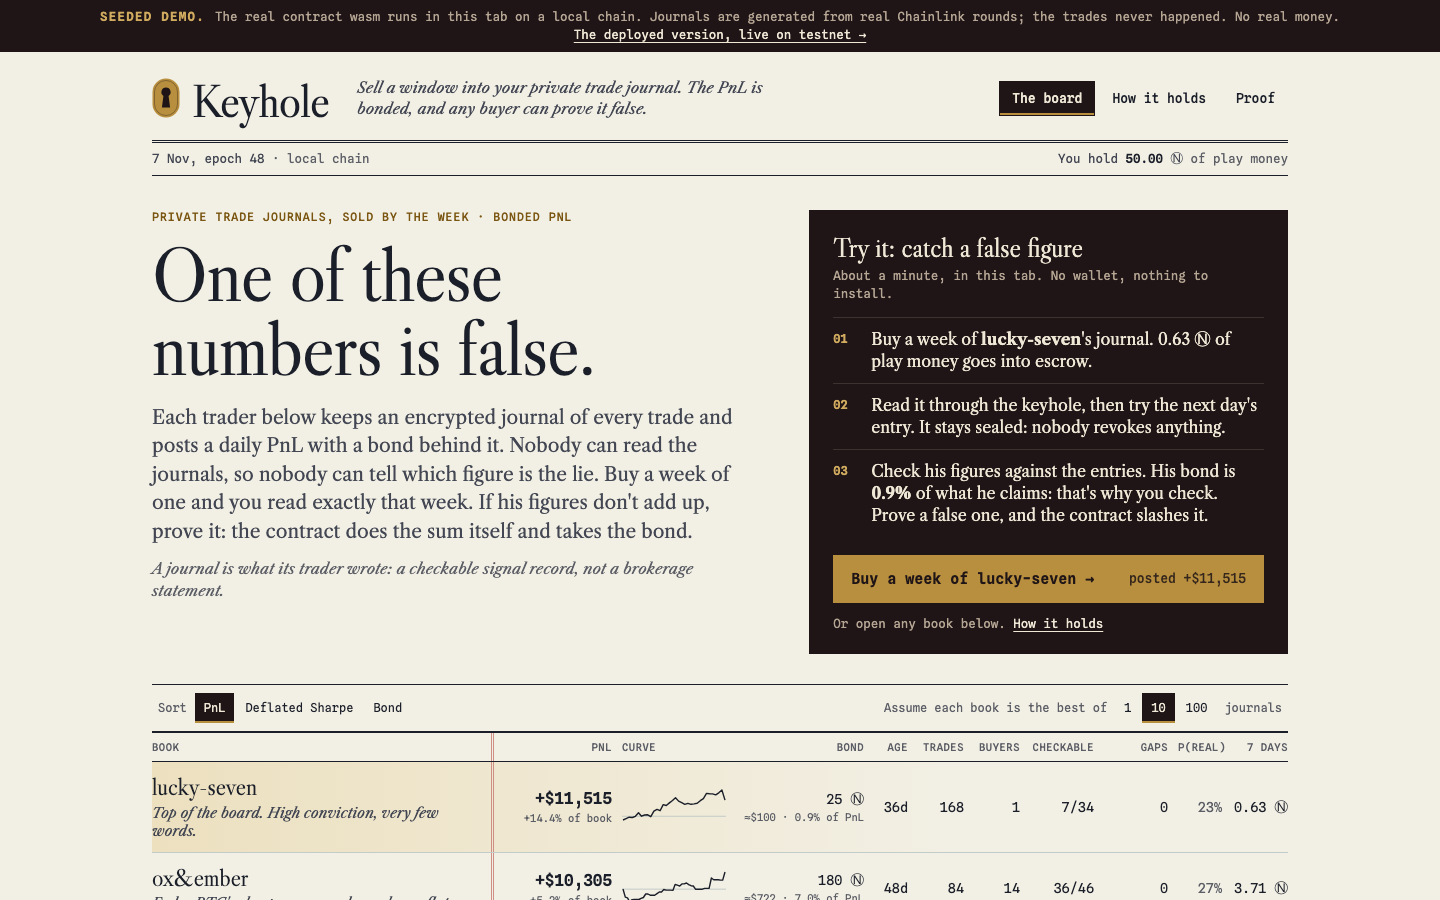 SEEDED DEMO. The real contract wasm runs in this tab on a local chain. Journals are generated from real Chainlink rounds; the trades never happened. No real money.
The deployed version, live on testnet →
Keyhole
Sell a window into your private trade journal. The PnL is
bonded, and any buyer can prove it false.
The board How it holds Proof
7 Nov, epoch 48 · local chain
You hold 50.00 Ⓝ of play money
PRIVATE TRADE JOURNALS, SOLD BY THE WEEK · BONDED PNL
One of these
numbers is false.
Each trader below keeps an encrypted journal of every trade and
posts a daily PnL with a bond behind it. Nobody can read the
journals, so nobody can tell which figure is the lie. Buy a week of
one and you read exactly that week. If his figures don't add up,
prove it: the contract does the sum itself and takes the bond.
A journal is what its trader wrote: a checkable signal record, not a brokerage
statement.
Try it: catch a false figure
About a minute, in this tab. No wallet, nothing to
install.
01 Buy a week of lucky-seven's journal. 0.63 Ⓝ of
play money goes into escrow.
02 Read it through the keyhole, then try the next day's
entry. It stays sealed: nobody revokes anything.
03 Check his figures against the entries. His bond is
0.9% of what he claims: that's why you check.
Prove a false one, and the contract slashes it.
Buy a week of lucky-seven → posted +$11,515
Or open any book below. How it holds
Sort PnL Deflated Sharpe Bond
Assume each book is the best of 1 10 100 journals
BOOK PNL CURVE BOND AGE TRADES BUYERS CHECKABLE GAPS P(REAL) 7 DAYS
lucky-seven
Top of the board. High conviction, very few
words.
+$11,515 25 Ⓝ 36d 168 1 7/34 0 23% 0.63 Ⓝ
+14.4% of book ≈$100 · 0.9% of PnL
ox&ember
+$10,305 180 Ⓝ 48d 84 14 36/46 0 27% 3.71 Ⓝ